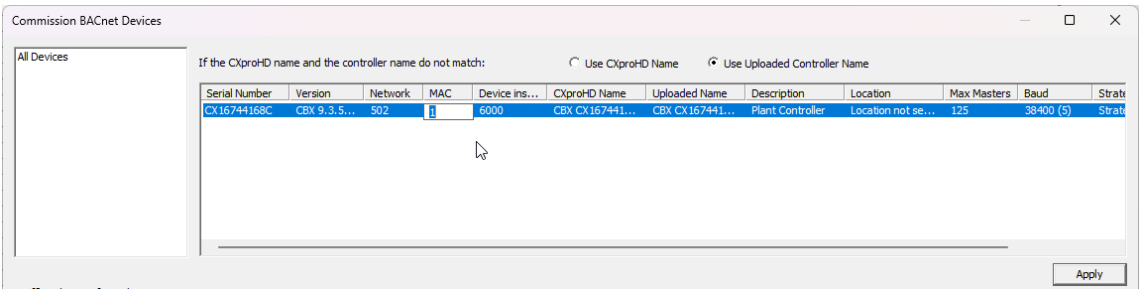 Commission BACnet Devices
All Devices
If the CXproHD name and the controller name do not match: Use CXproHD Name Use Uploaded Controller Name
Serial Number Version Network MAC Device ins... CXproHD Name Uploaded Name Description Location Max Masters Baud Strate
CX16744168C CBX 9.3.5... 502 1 6000 CBX CX167441... CBX CX167441... Plant Controller Location not se... 125 38400 (5) Strate
Apply